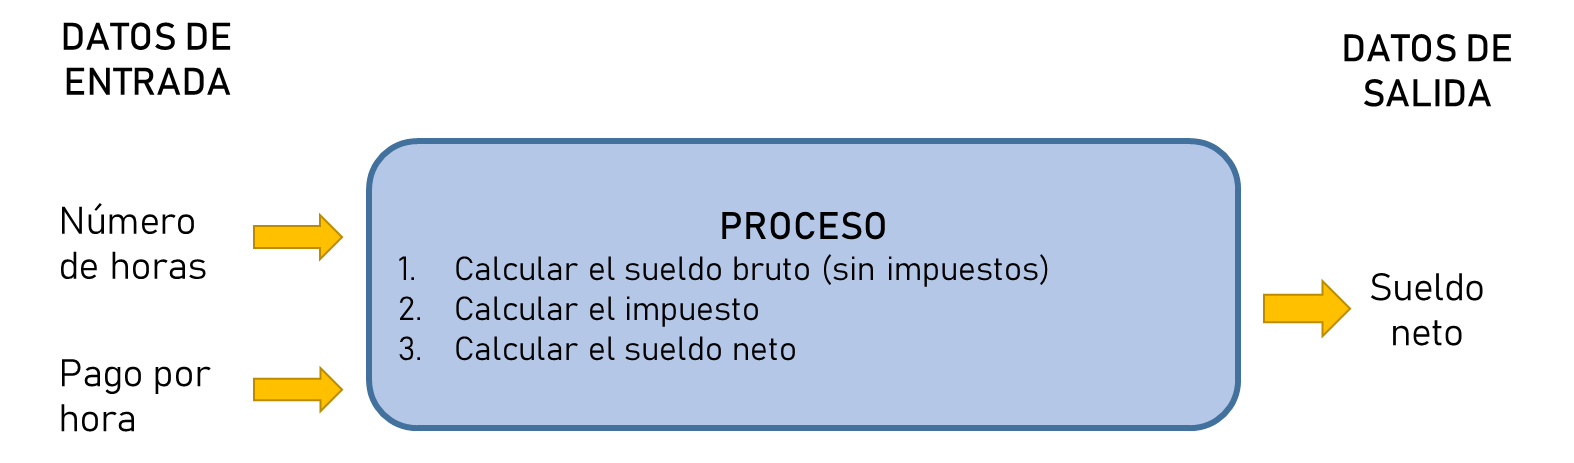 DATOS DE
ENTRADA
DATOS DE
SALIDA
Número
de horas
Pago por
hora
PROCESO
1. Calcular el sueldo bruto (sin impuestos)
2. Calcular el impuesto
3. Calcular el sueldo neto
Sueldo
neto